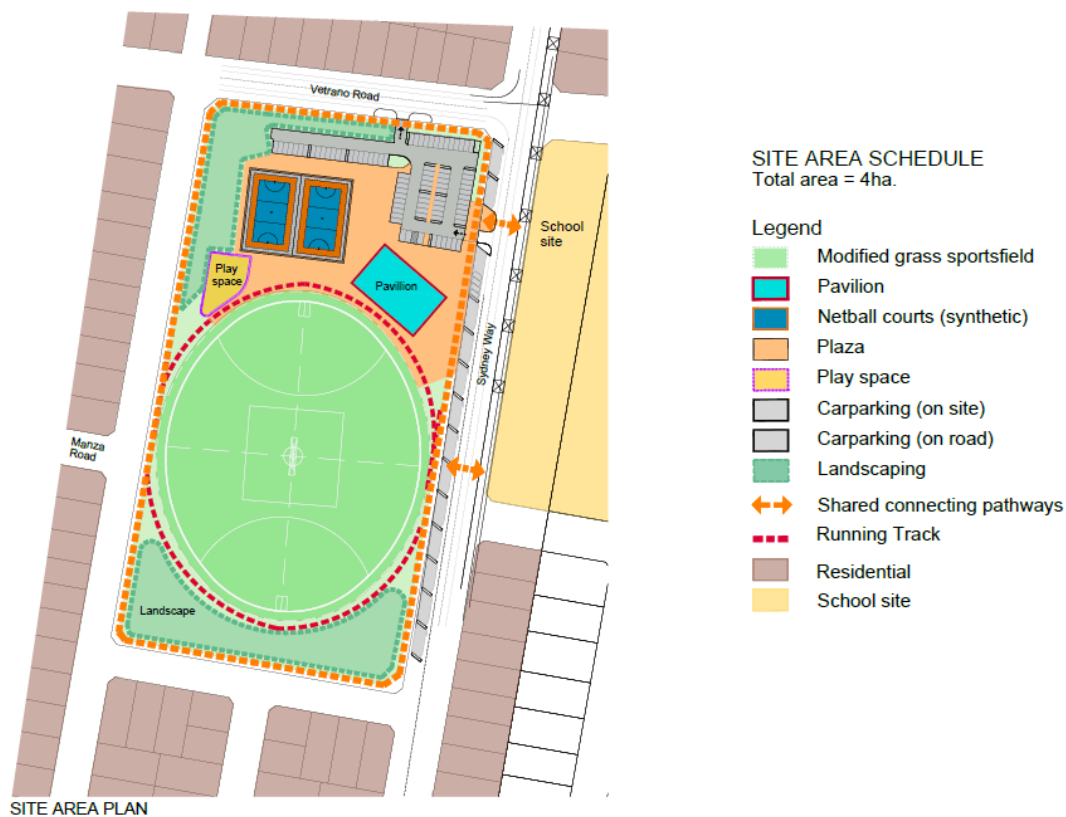 Vetrano Road
SITE AREA SCHEDULE
Total area = 4ha.
Legend
Modified grass sportsfield
Pavilion
Netball courts (synthetic)
Plaza
Play space
Carparking (on site)
Carparking (on road)
Landscaping
Shared connecting pathways
Running Track
Residential
School site
School
site
Play
space
Pavilion
Sydney Way
Manza
Road
Landscape
SITE AREA PLAN